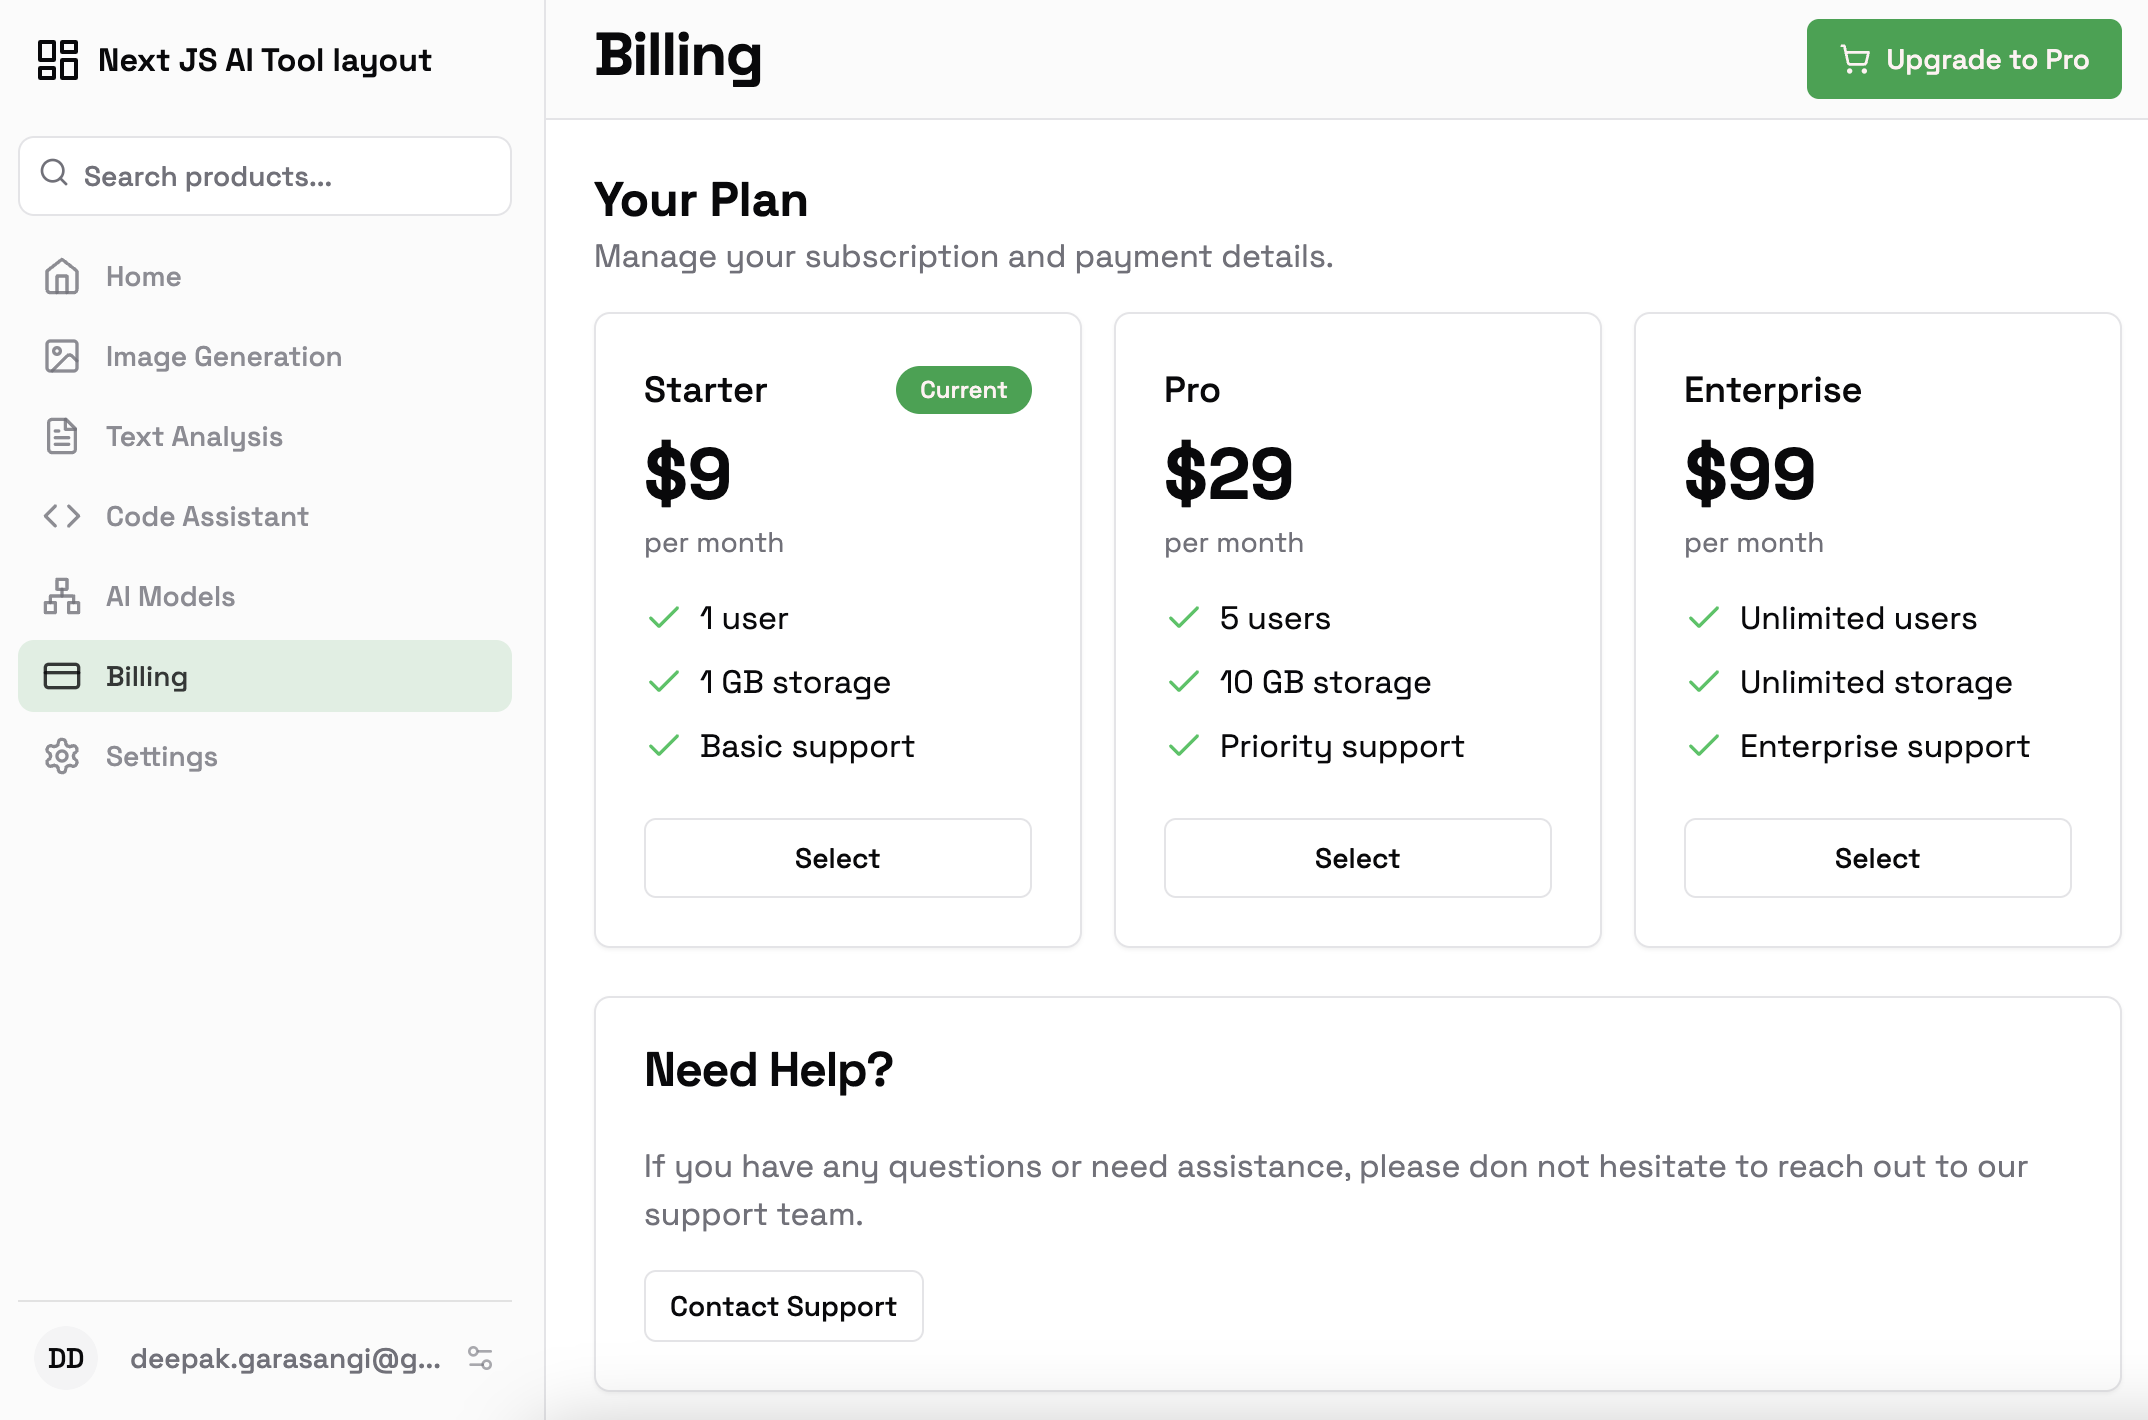 Next JS AI Tool layout
Search products...
Home
Image Generation
Text Analysis
Code Assistant
AI Models
Billing
Settings
DD
deepak.garasangi@g...
Billing
Upgrade to Pro
Your Plan
Manage your subscription and payment details.
Starter
Current
$9
per month
1 user
1 GB storage
Basic support
Select
Pro
$29
per month
5 users
10 GB storage
Priority support
Select
Enterprise
$99
per month
Unlimited users
Unlimited storage
Enterprise support
Select
Need Help?
If you have any questions or need assistance, please don not hesitate to reach out to our
support team.
Contact Support